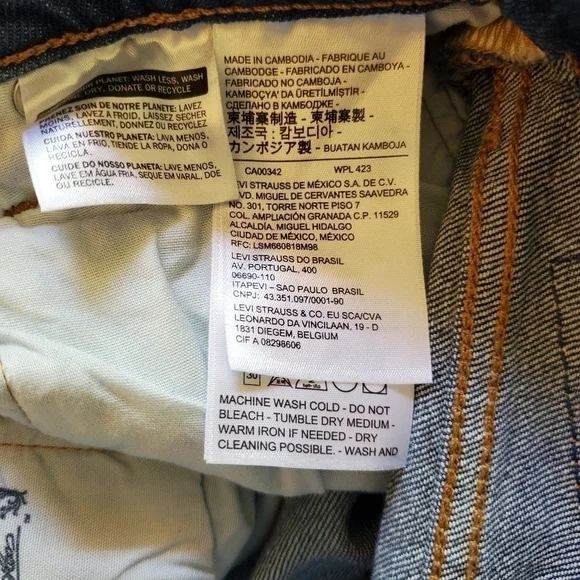 PLANET: WASH LESS, WASH
DRY, DONATE OR RECYCLE
SOIN DE NOTRE PLANETE: LAVEZ
MOINS, LAVEZ À FROID, LAISSEZ SÉCHER
NATURELLEMENT, DONNEZ OU RECYCLEZ
CUIDA NUESTRO PLANETA: LAVA MENOS,
LAVA EN FRIO, TIENDE LA ROPA, DONA O
RECICLA.
CUIDE DO NOSSO PLANETA: LAVE MENOS,
LAVE EM ÁGUA FRIA, SEQUE EM VARAL, DOE
OU RECICLE.
MADE IN CAMBODIA - FABRIQUE AU
CAMBODGE - FABRICADO EN CAMBOYA -
FABRICADO NO CAMBOJA -
KAMBOÇYA' DA ÜRETİLMİŞTİR -
СДЕЛАНО В КАМБОДЖЕ -
柬埔寨制造 - 柬埔寨製造 -
제조국: 캄보디아 -
カンボジア製 - BUATAN KAMBOJA
CA00342 WPL 423
LEVI STRAUSS DE MÉXICO S.A. DE C.V.
BLVD. MIGUEL DE CERVANTES SAAVEDRA
NO. 301, TORRE NORTE PISO 7
COL. AMPLIACIÓN GRANADA C.P. 11529
ALCALDÍA. MIGUEL HIDALGO
CIUDAD DE MÉXICO, MÉXICO
RFC: LSM660818M98
LEVI STRAUSS DO BRASIL
AV. PORTUGAL, 400
06690-110
ITAPEVI - SAO PAULO BRASIL
CNPJ: 43.351.097/0001-90
LEVI STRAUSS & CO. EU SCA/CVA
LEONARDO DA VINCILAAN, 19 - D
1831 DIEGEM, BELGIUM
CIF A 08298606
30
MACHINE WASH COLD - DO NOT
BLEACH - TUMBLE DRY MEDIUM -
WARM IRON IF NEEDED - DRY
CLEANING POSSIBLE. - WASH AND